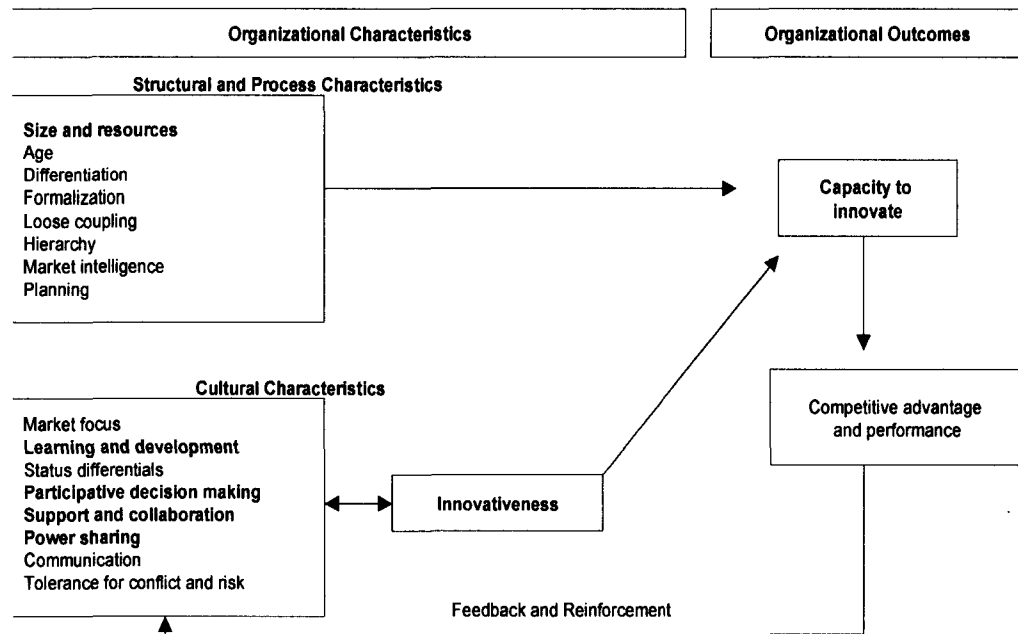 Organizational Characteristics
Organizational Outcomes
Structural and Process Characteristics
Size and resources
Age
Differentiation
Formalization
Loose coupling
Hierarchy
Market intelligence
Planning
Capacity to
innovate
Cultural Characteristics
Market focus
Learning and development
Status differentials
Participative decision making
Support and collaboration
Power sharing
Communication
Tolerance for conflict and risk
Innovativeness
Competitive advantage
and performance
Feedback and Reinforcement